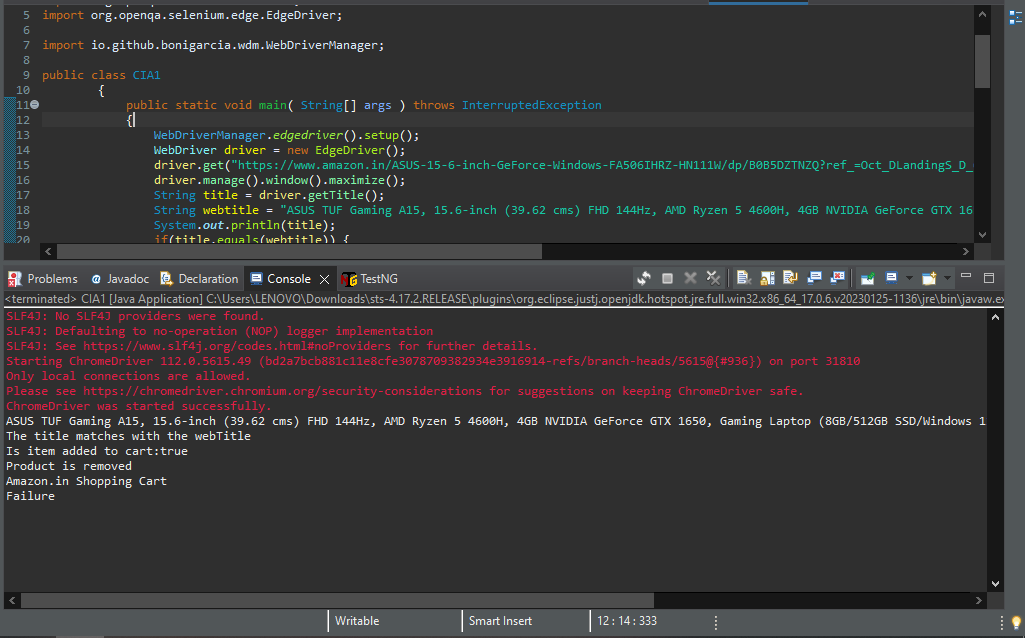 5 import org.openqa.selenium.edge.EdgeDriver;
6
7 import io.github.bonigarcia.wdm.WebDriverManager;
8
9 public class CIA1
10 {
11 public static void main( String[] args ) throws InterruptedException
12 {
13 WebDriverManager.edgedriver().setup();
14 WebDriver driver = new EdgeDriver();
15 driver.get("https://www.amazon.in/ASUS-15-6-inch-GeForce-Windows-FA506IHRZ-HN111W/dp/B0B5DZTNZQ?ref_=Oct_DLandingS_D_
16 driver.manage().window().maximize();
17 String title = driver.getTitle();
18 String webtitle = "ASUS TUF Gaming A15, 15.6-inch (39.62 cms) FHD 144Hz, AMD Ryzen 5 4600H, 4GB NVIDIA GeForce GTX 16
19 System.out.println(title);
20 if(title.equals(webtitle)) {
Problems @ Javadoc Declaration Console TestNG
<terminated> CIA1 [Java Application] C:\Users\LENOVO\Downloads\sts-4.17.2.RELEASE\plugins\org.eclipse.justj.openjdk.hotspot.jre.full.win32.x86_64_17.0.6.v20230125-1136\jre\bin\javaw.ex
SLF4J: No SLF4J providers were found.
SLF4J: Defaulting to no-operation (NOP) logger implementation
SLF4J: See https://www.slf4j.org/codes.html#noProviders for further details.
Starting ChromeDriver 112.0.5615.49 (bd2a7bcb881c11e8cfe3078709382934e3916914-refs/branch-heads/5615@{#936}) on port 31810
Only local connections are allowed.
Please see https://chromedriver.chromium.org/security-considerations for suggestions on keeping ChromeDriver safe.
ChromeDriver was started successfully.
ASUS TUF Gaming A15, 15.6-inch (39.62 cms) FHD 144Hz, AMD Ryzen 5 4600H, 4GB NVIDIA GeForce GTX 1650, Gaming Laptop (8GB/512GB SSD/Windows 1
The title matches with the webTitle
Is item added to cart:true
Product is removed
Amazon.in Shopping Cart
Failure
Writable Smart Insert 12 : 14 : 333